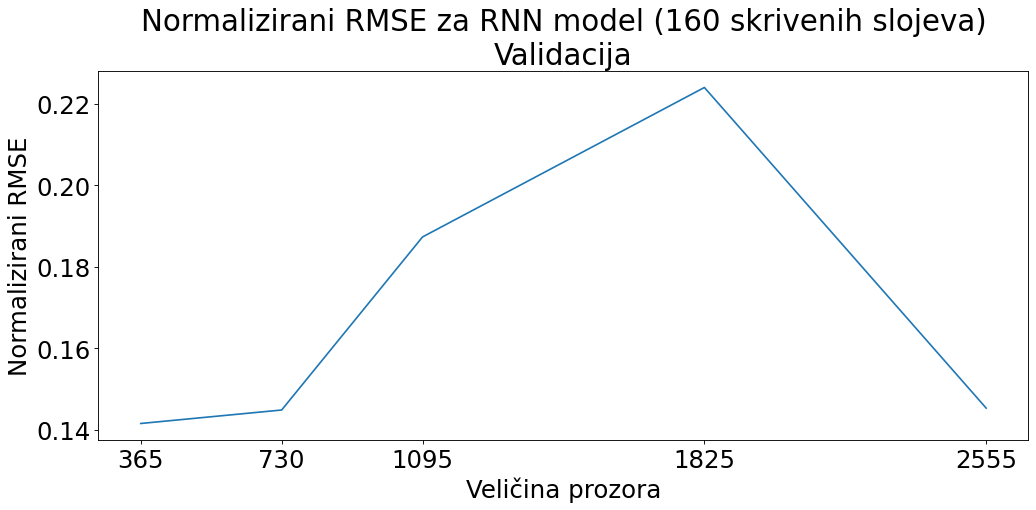 Normalizirani RMSE za RNN model (160 skrivenih slojeva)
Validacija
Normalizirani RMSE
0.22
0.20
0.18
0.16
0.14
365 730 1095 1825 2555
Veličina prozora